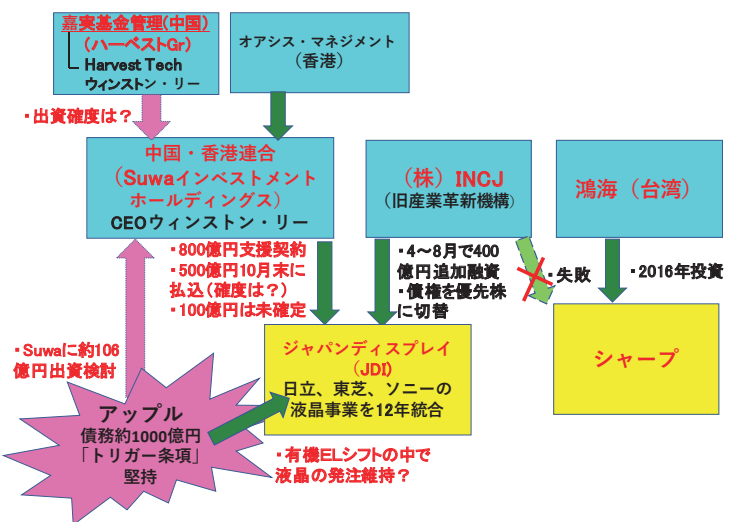 嘉実基金管理(中国)
(ハーベストGr)
Harvest Tech
ウィンストン・リー
オアシス・マネジメント
(香港)
・出資確度は？
中国・香港連合
(Suwaインベストメント
ホールディングス)
CEOウィンストン・リー
(株) INCJ
(旧産業革新機構)
鴻海（台湾）
・800億円支援契約
・500億円10月末に
払込（確度は？）
・100億円は未確定
・4～8月で400
億円追加融資
・債権を優先株
に切替
・失敗
・2016年投資
・Suwaに約106
億円出資検討
ジャパンディスプレイ
(JDI)
日立、東芝、ソニーの
液晶事業を12年統合
シャープ
アップル
債務約1000億円
「トリガー条項」
堅持
・有機ELシフトの中で
液晶の発注維持？